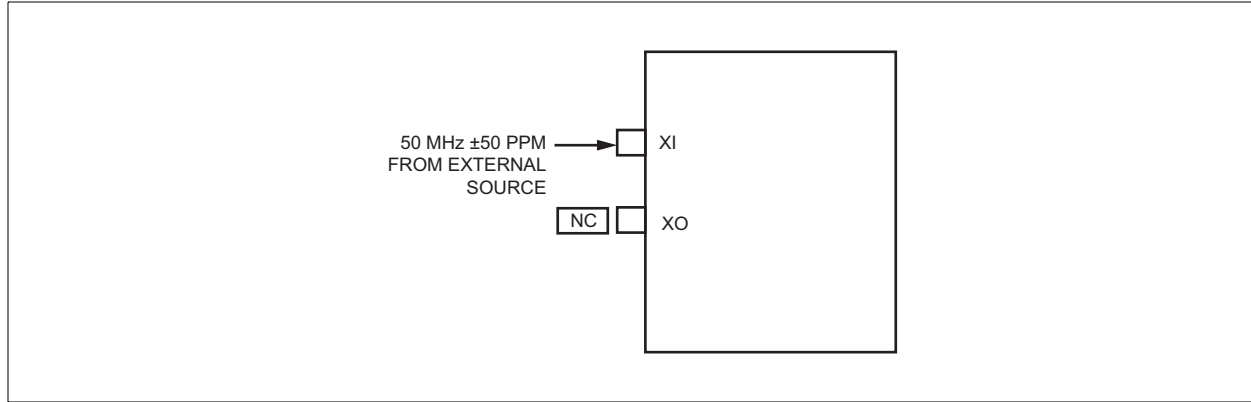 50 MHz ±50 PPM
FROM EXTERNAL
SOURCE
XI
NC
XO